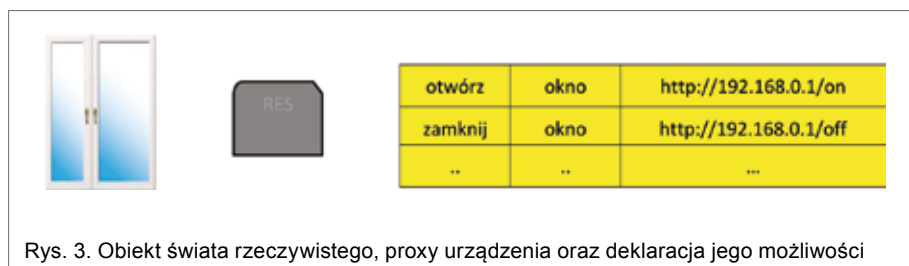 RES
otwórz okno http://192.168.0.1/on
zamknij okno http://192.168.0.1/off
.. .. ...
Rys. 3. Obiekt świata rzeczywistego, proxy urządzenia oraz deklaracja jego możliwości